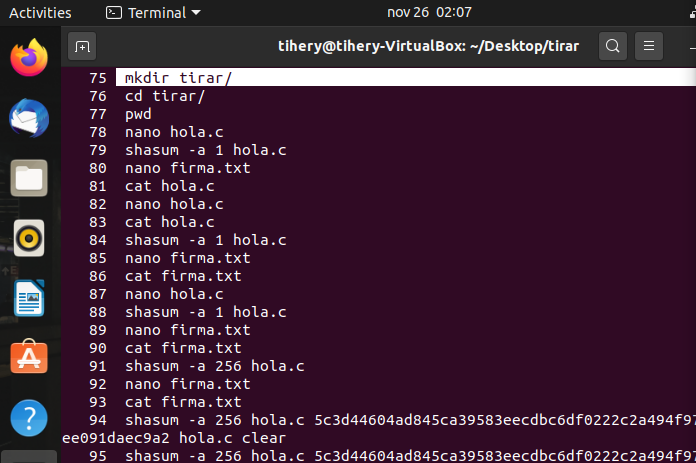 Activities Terminal nov 26 02:07
tihery@tihery-VirtualBox: ~/Desktop/tirar
75 mkdir tirar/
76 cd tirar/
77 pwd
78 nano hola.c
79 shasum -a 1 hola.c
80 nano firma.txt
81 cat hola.c
82 nano hola.c
83 cat hola.c
84 shasum -a 1 hola.c
85 nano firma.txt
86 cat firma.txt
87 nano hola.c
88 shasum -a 1 hola.c
89 nano firma.txt
90 cat firma.txt
91 shasum -a 256 hola.c
92 nano firma.txt
93 cat firma.txt
94 shasum -a 256 hola.c 5c3d44604ad845ca39583eecdbc6df0222c2a494f97
ee091daec9a2 hola.c clear
95 shasum -a 256 hola.c 5c3d44604ad845ca39583eecdbc6df0222c2a494f97